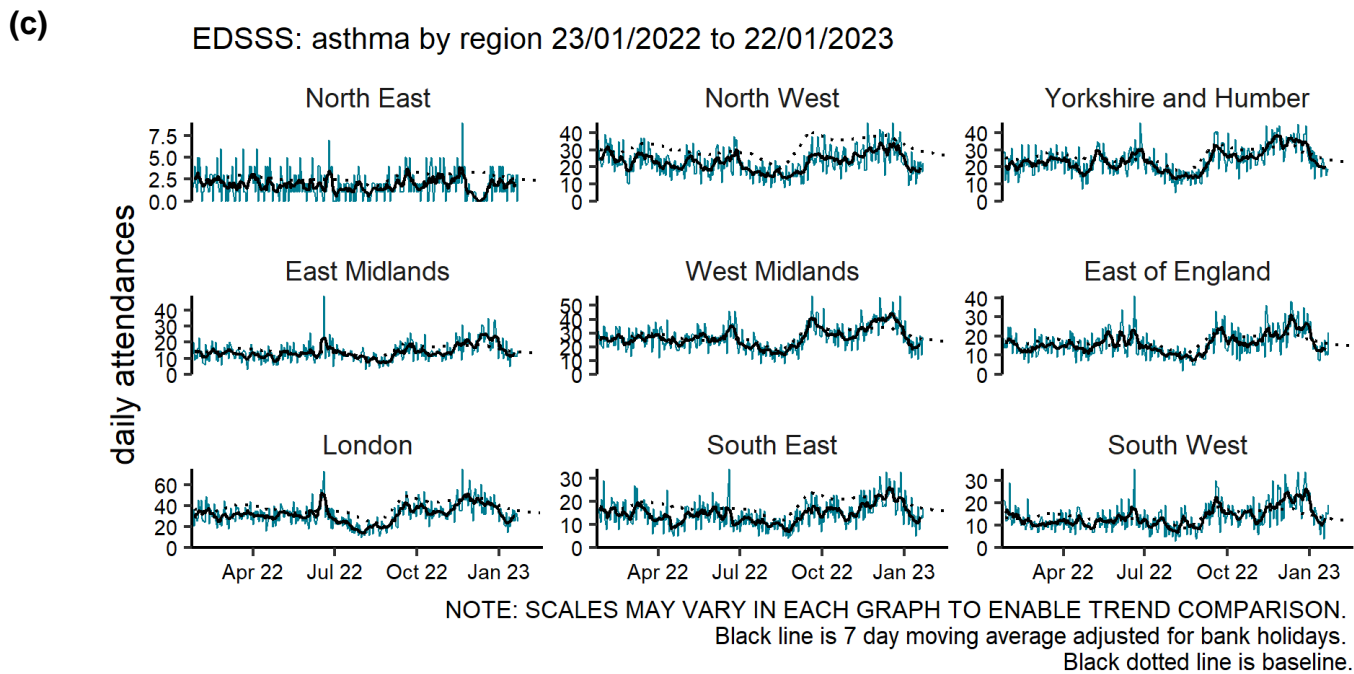 (c)
EDSSS: asthma by region 23/01/2022 to 22/01/2023
North East
North West
Yorkshire and Humber
7.5
5.0
2.5
0.0
40
30
20
10
0
40
30
20
10
0
daily attendances
East Midlands
West Midlands
East of England
40
30
20
10
0
50
40
30
20
10
0
40
30
20
10
0
London
South East
South West
60
40
20
0
30
20
10
0
30
20
10
0
Apr 22 Jul 22 Oct 22 Jan 23
Apr 22 Jul 22 Oct 22 Jan 23
Apr 22 Jul 22 Oct 22 Jan 23
NOTE: SCALES MAY VARY IN EACH GRAPH TO ENABLE TREND COMPARISON.
Black line is 7 day moving average adjusted for bank holidays.
Black dotted line is baseline.